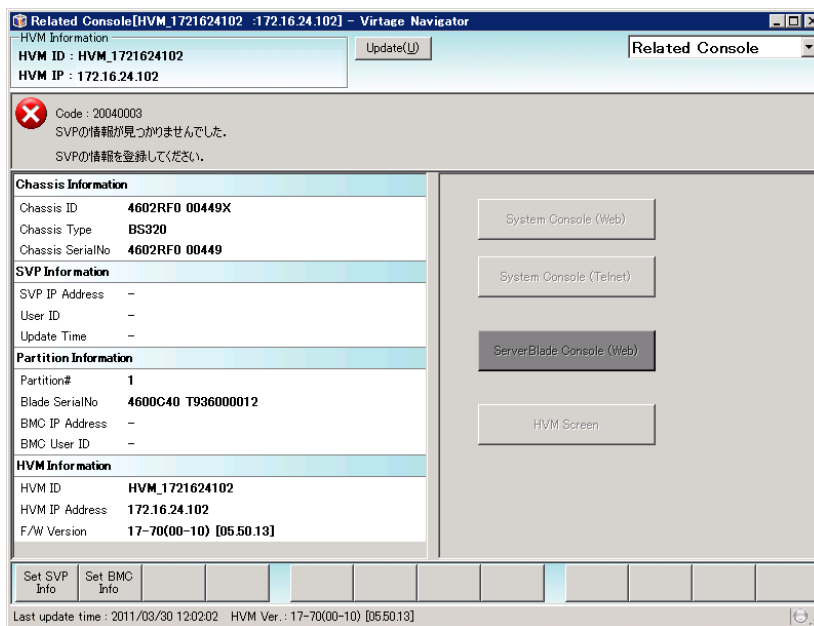 Related Console[HVM_1721624102 :172.16.24.102] - Virtage Navigator
HVM Information
HVM ID : HVM_1721624102
HVM IP : 172.16.24.102
Update(U)
Related Console
Code : 20040003
SVPの情報が見つかりませんでした.
SVPの情報を登録してください.
Chassis Information
Chassis ID 4602RF0 00449X
Chassis Type BS320
Chassis SerialNo 4602RF0 00449
SVP Information
SVP IP Address -
User ID -
Update Time -
Partition Information
Partition# 1
Blade SerialNo 4600C40 T936000012
BMC IP Address -
BMC User ID -
HVM Information
HVM ID HVM_1721624102
HVM IP Address 172.16.24.102
F/W Version 17-70(00-10) [05.50.13]
System Console (Web)
System Console (Telnet)
ServerBlade Console (Web)
HVM Screen
Set SVP Info
Set BMC Info
Last update time : 2011/03/30 12:02:02 HVM Ver. : 17-70(00-10) [05.50.13]